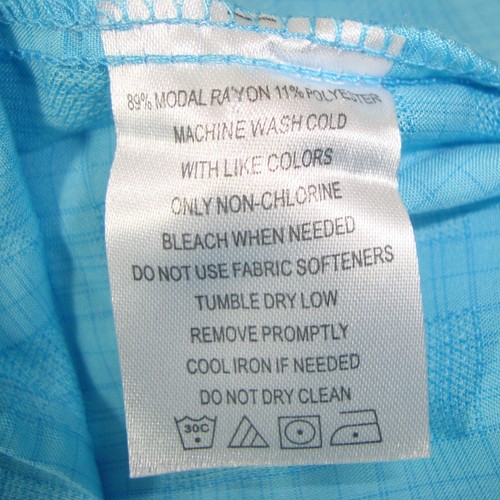 89% MODAL RAYON 11% POLYESTER
MACHINE WASH COLD
WITH LIKE COLORS
ONLY NON-CHLORINE
BLEACH WHEN NEEDED
DO NOT USE FABRIC SOFTENERS
TUMBLE DRY LOW
REMOVE PROMPTLY
COOL IRON IF NEEDED
DO NOT DRY CLEAN
30C